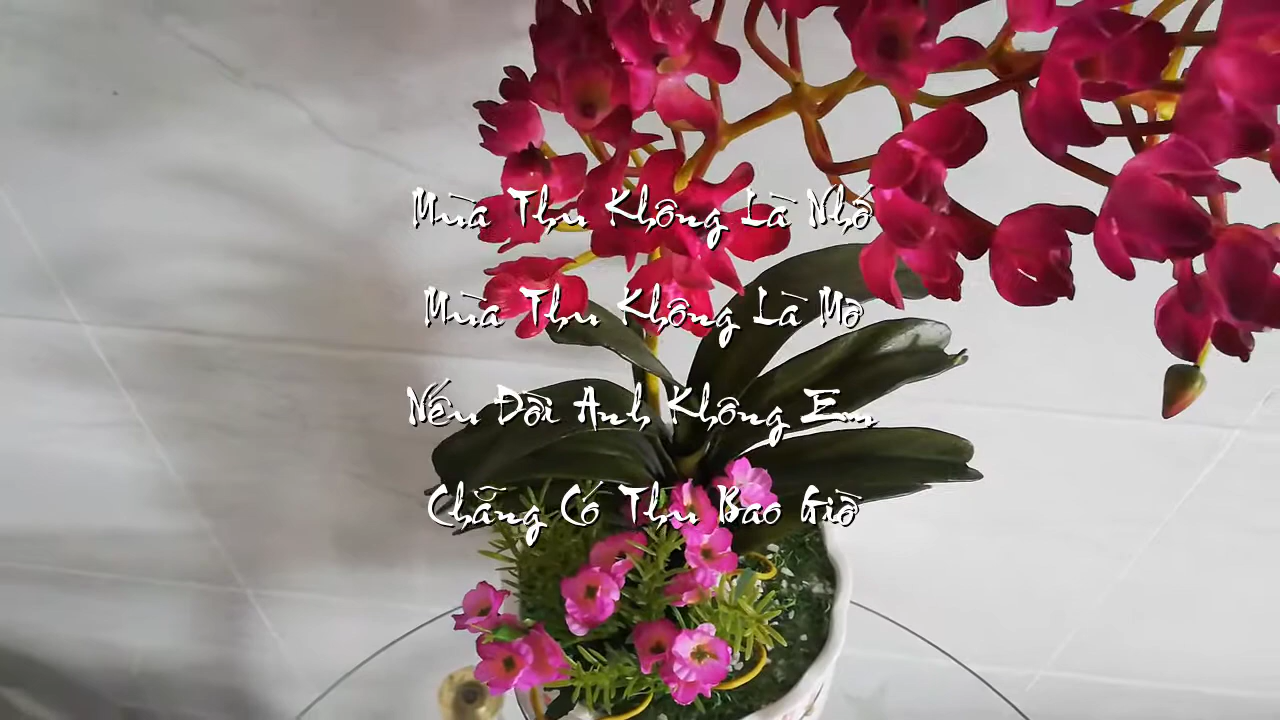 Mùa Thu Không Là Nhớ
Mùa Thu Không Là Mơ
Nếu Đời Anh Không Em
Chẳng Có Thu Bao Giờ